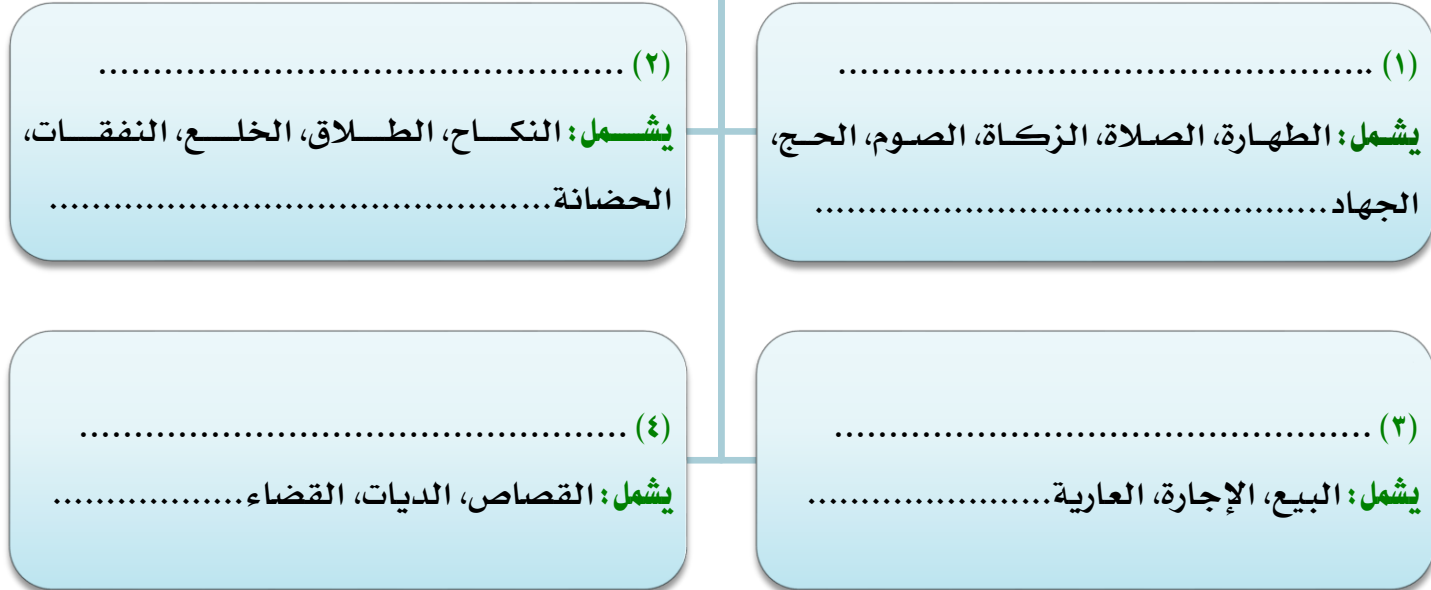 (١) ................................................
يشمل: الطهارة، الصلاة، الزكاة، الصوم، الحج،
الجهاد...............................................
(٢) ................................................
يشمل: النكاح، الطلاق، الخلع، النفقات،
الحضانة..............................................
(٣) ................................................
يشمل: البيع، الإجارة، العارية......................
(٤) ................................................
يشمل: القصاص، الديات، القضاء..................